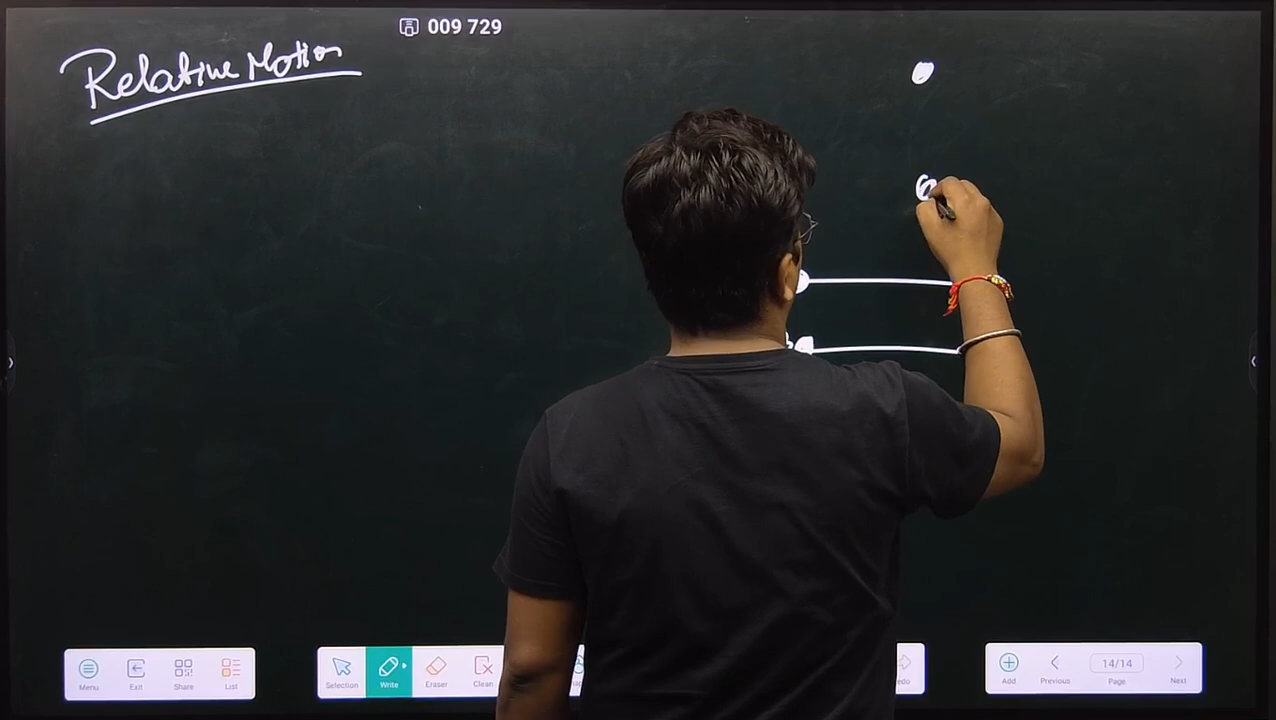 009 729
Relative Motion
Menu
Exit
Share
List
Selection
Write
Eraser
Clean
Add
Previous
14/14
Page
Next